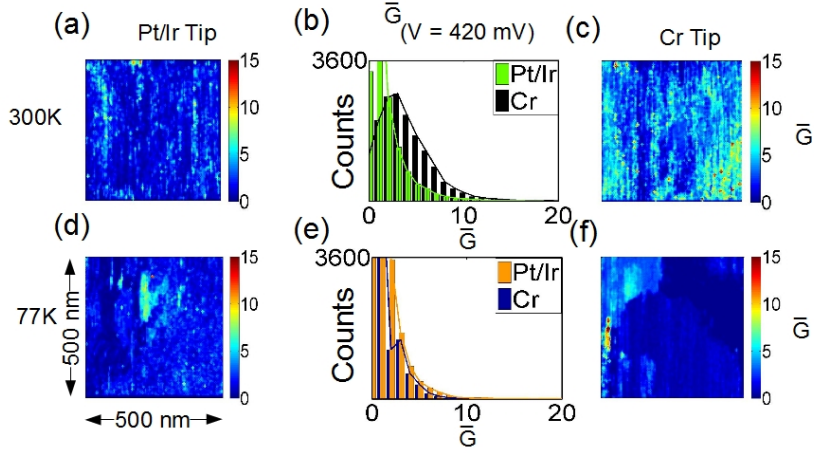 (a) Pt/Ir Tip
(b) G̅ (V = 420 mV)
(c) Cr Tip
300K
15
10
5
0
3600
Counts
Pt/Ir
Cr
0 10 20
G̅
15
10
5
0
G̅
(d)
(e)
(f)
77K
500 nm
500 nm
15
10
5
0
3600
Counts
Pt/Ir
Cr
0 10 20
G̅
15
10
5
0
G̅